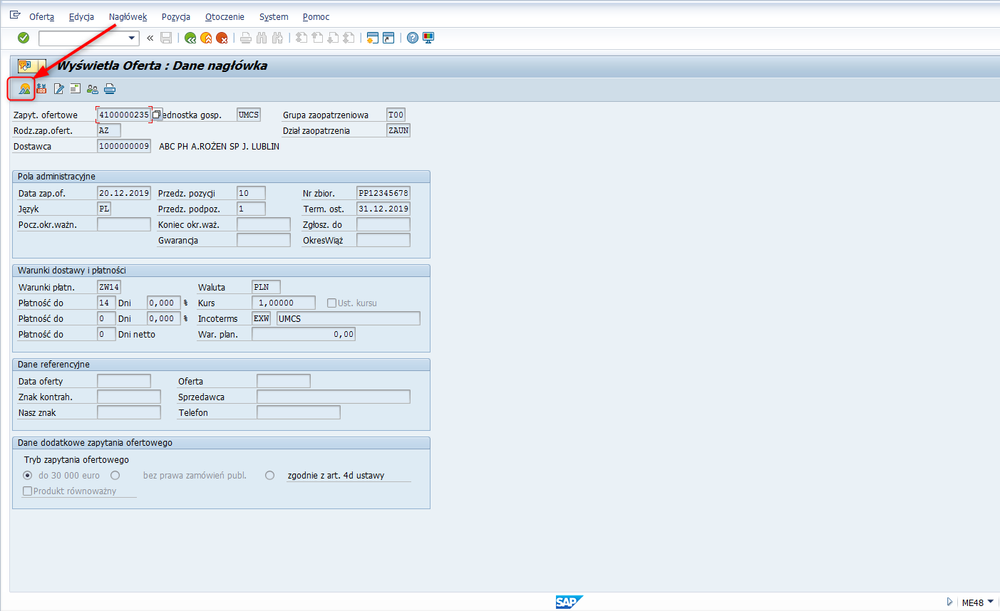 Oferta Edycja Nagłówek Pozycja Otoczenie System Pomoc
Wyświetla Oferta : Dane nagłówka
Zapyt. ofertowe 4100000235 ednostka gosp. UMCS Grupa zaopatrzeniowa T00
Rodz.zap.ofert. AZ Dział zaopatrzenia ZAUN
Dostawca 1000000009 ABC PH A.ROŻEN SP J. LUBLIN
Pola administracyjne
Data zap.of. 20.12.2019 Przedz. pozycji 10 Nr zbior. PP12345678
Język PL Przedz. podpoz. 1 Term. ost. 31.12.2019
Pocz.okr.ważn. Koniec okr.waż. Zgłosz. do
Gwarancja OkresWiąż
Warunki dostawy i płatności
Warunki płatn. ZW14 Waluta PLN
Płatność do 14 Dni 0,000 % Kurs 1,00000 Ust. kursu
Płatność do 0 Dni 0,000 % Incoterms EXW UMCS
Płatność do 0 Dni netto War. plan. 0,00
Dane referencyjne
Data oferty Oferta
Znak kontrah. Sprzedawca
Nasz znak Telefon
Dane dodatkowe zapytania ofertowego
Tryb zapytania ofertowego
do 30 000 euro bez prawa zamówień publ. zgodnie z art. 4d ustawy
Produkt równoważny
SAP ME48